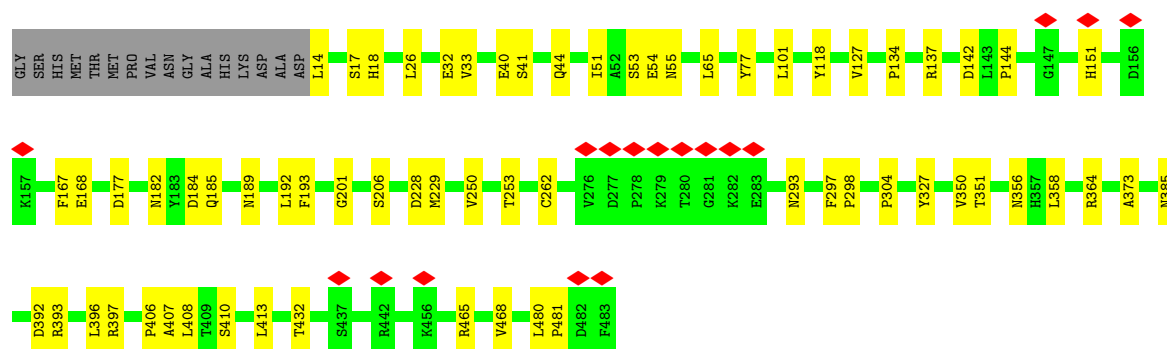 GLY SER HIS MET THR MET PRO VAL ASN GLY ALA HIS LYS ASP ALA ASP L14 S17 H18 L26 E32 V33 E40 S41 Q44 I51 A52 S53 E54 N55 L65 Y77 L101 Y118 V127 P134 R137 D142 L143 P144 G147 H151 D156
K157 F167 E168 D177 N182 Y183 D184 Q185 N189 L192 F193 G201 S206 D228 M229 V250 T253 C262 V276 D277 P278 K279 T280 G281 K282 E283 N293 F297 P298 P304 Y327 V350 T351 N356 H357 L358 R364 A373 N385
D392 R393 L396 R397 P406 A407 L408 T409 S410 L413 T432 S437 R442 K456 R465 V468 L480 P481 D482 F483